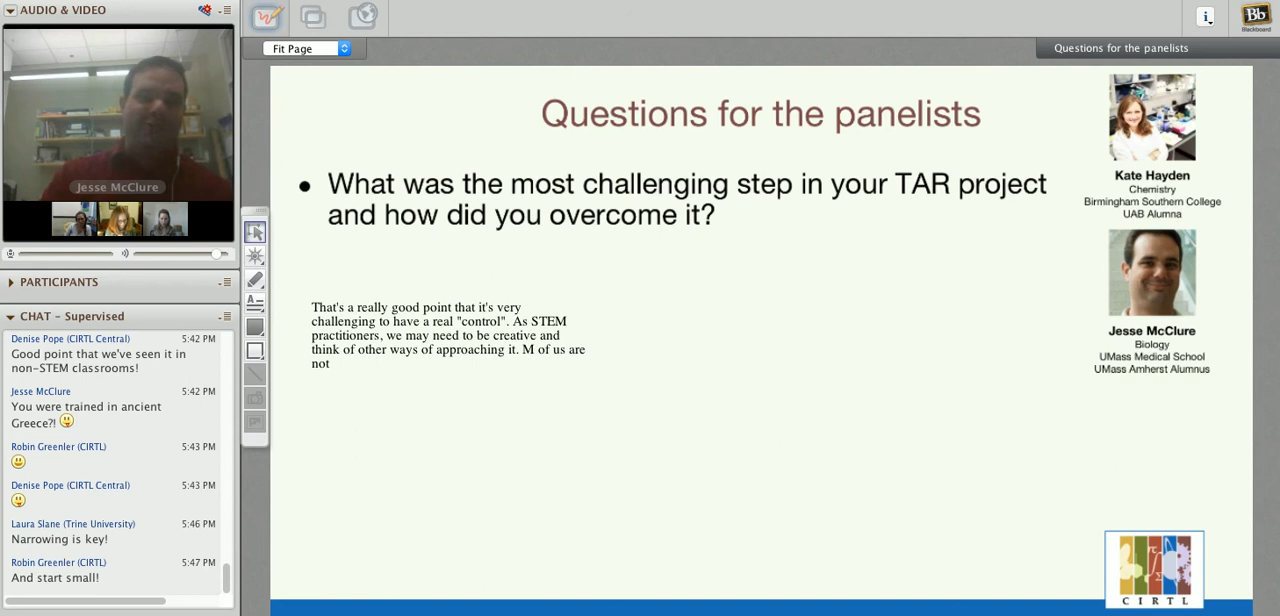 AUDIO & VIDEO
Jesse McClure
PARTICIPANTS
CHAT - Supervised
Denise Pope (CIRTL Central) 5:42 PM
Good point that we've seen it in
non-STEM classrooms!
Jesse McClure 5:42 PM
You were trained in ancient
Greece?!
Robin Greenler (CIRTL) 5:43 PM
Denise Pope (CIRTL Central) 5:43 PM
Laura Slane (Trine University) 5:46 PM
Narrowing is key!
Robin Greenler (CIRTL) 5:47 PM
And start small!
Fit Page
Questions for the panelists
Bb
Blackboard
Questions for the panelists
• What was the most challenging step in your TAR project
and how did you overcome it?
That's a really good point that it's very
challenging to have a real "control". As STEM
practitioners, we may need to be creative and
think of other ways of approaching it. M of us are
not
Kate Hayden
Chemistry
Birmingham Southern College
UAB Alumna
Jesse McClure
Biology
UMass Medical School
UMass Amherst Alumnus
CIRTL